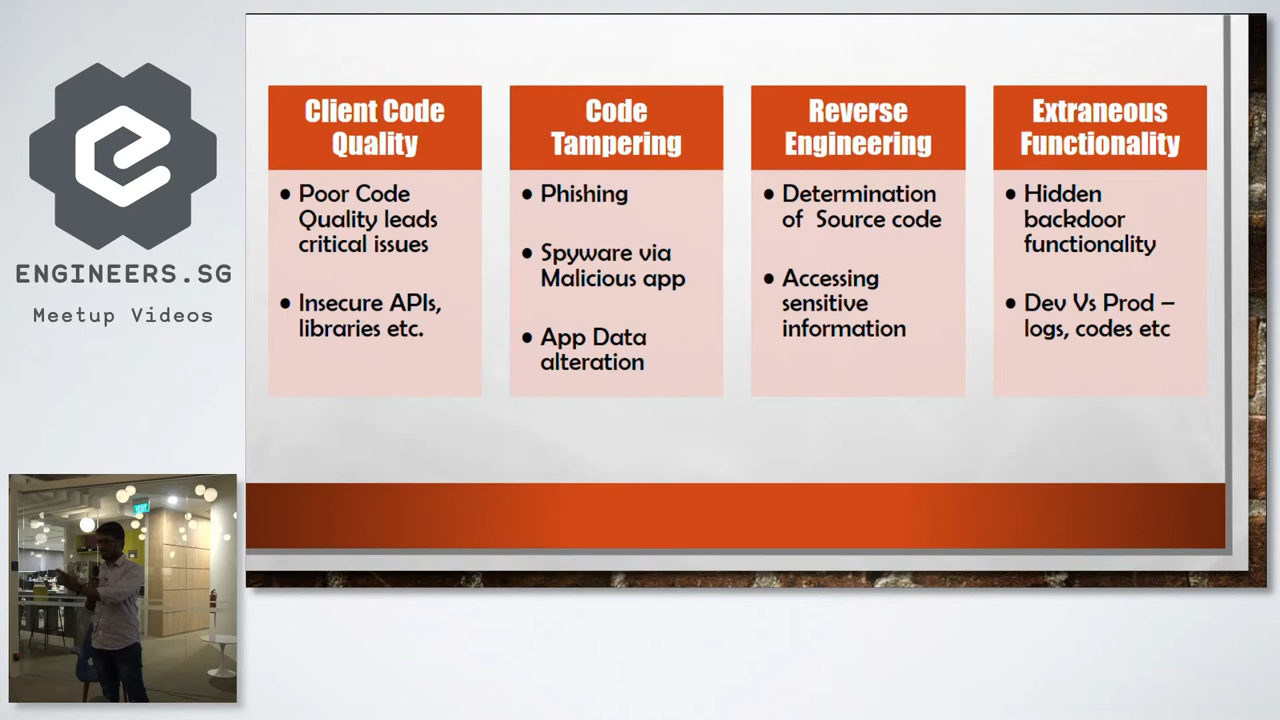 ENGINEERS.SG
Meetup Videos
Client Code
Quality
• Poor Code
Quality leads
critical issues
• Insecure APIs,
libraries etc.
Code
Tampering
• Phishing
• Spyware via
Malicious app
• App Data
alteration
Reverse
Engineering
• Determination
of Source code
• Accessing
sensitive
information
Extraneous
Functionality
• Hidden
backdoor
functionality
• Dev Vs Prod –
logs, codes etc